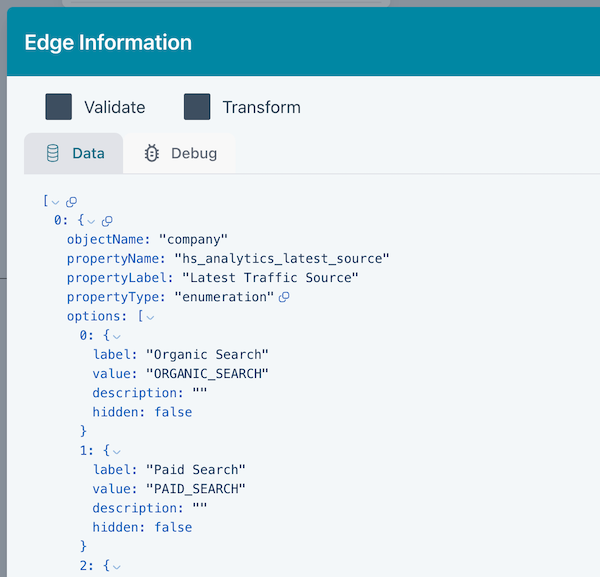 Edge Information
Validate Transform
Data Debug
[
0: {
objectName: "company"
propertyName: "hs_analytics_latest_source"
propertyLabel: "Latest Traffic Source"
propertyType: "enumeration"
options: [
0: {
label: "Organic Search"
value: "ORGANIC_SEARCH"
description: ""
hidden: false
}
1: {
label: "Paid Search"
value: "PAID_SEARCH"
description: ""
hidden: false
}
2: {